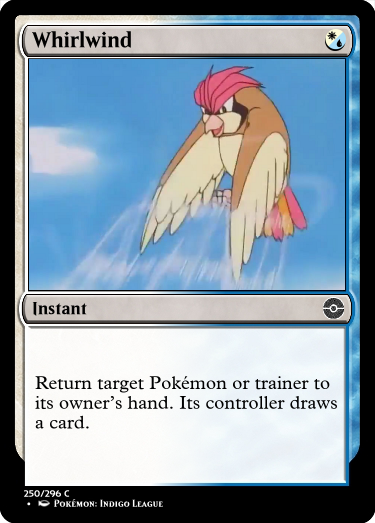 Whirlwind
Instant
Return target Pokémon or trainer to
its owner's hand. Its controller draws
a card.
250/296 C
• Pokémon: Indigo League